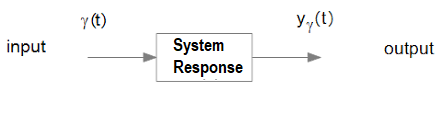 γ(t) yᵧ(t)
input System output
Response